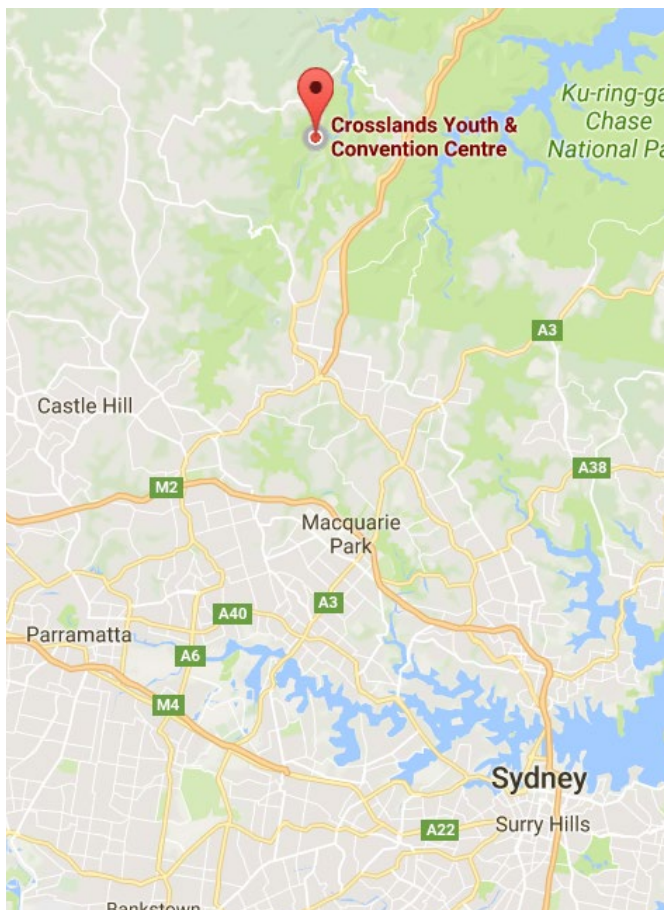 Ku-ring-ga
Chase
National Pa
Crosslands Youth &
Convention Centre
A3
Castle Hill
A38
M2
Macquarie
Park
A3
A40
Parramatta
A6
M4
Sydney
Surry Hills
A22
Bankstown